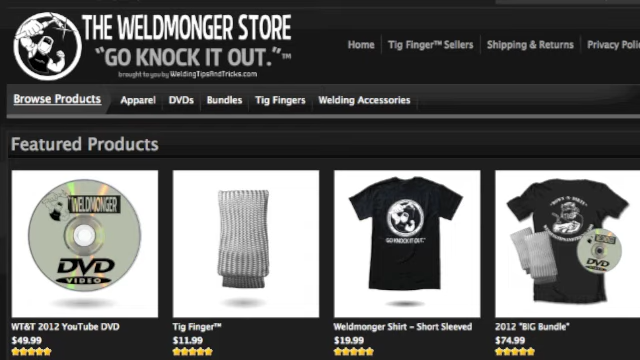 THE WELDMONGER STORE
"GO KNOCK IT OUT."™
brought to you by WeldingTipsAndTricks.com
Home Tig Finger™ Sellers Shipping & Returns Privacy
Browse Products Apparel DVDs Bundles Tig Fingers Welding Accessories
Featured Products
WELDMONGER
DVD
VIDEO
GO KNOCK IT OUT.
DVD
WT&T 2012 YouTube DVD Tig Finger™ Weldmonger Shirt - Short Sleeved 2012 "BIG Bundle"
$49.99 $11.99 $19.99 $74.99